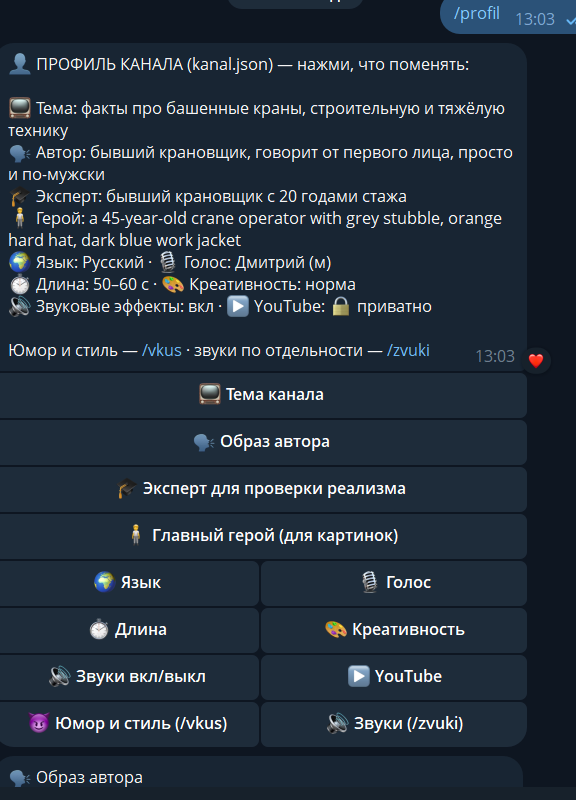 /profil 13:03
ПРОФИЛЬ КАНАЛА (kanal.json) — нажми, что поменять:
Тема: факты про башенные краны, строительную и тяжёлую
технику
Автор: бывший крановщик, говорит от первого лица, просто
и по-мужски
Эксперт: бывший крановщик с 20 годами стажа
Герой: a 45-year-old crane operator with grey stubble, orange
hard hat, dark blue work jacket
Язык: Русский · Голос: Дмитрий (м)
Длина: 50–60 с · Креативность: норма
Звуковые эффекты: вкл · YouTube: приватно
Юмор и стиль — /vkus · звуки по отдельности — /zvuki 13:03
Тема канала
Образ автора
Эксперт для проверки реализма
Главный герой (для картинок)
Язык Голос
Длина Креативность
Звуки вкл/выкл YouTube
Юмор и стиль (/vkus) Звуки (/zvuki)
Образ автора